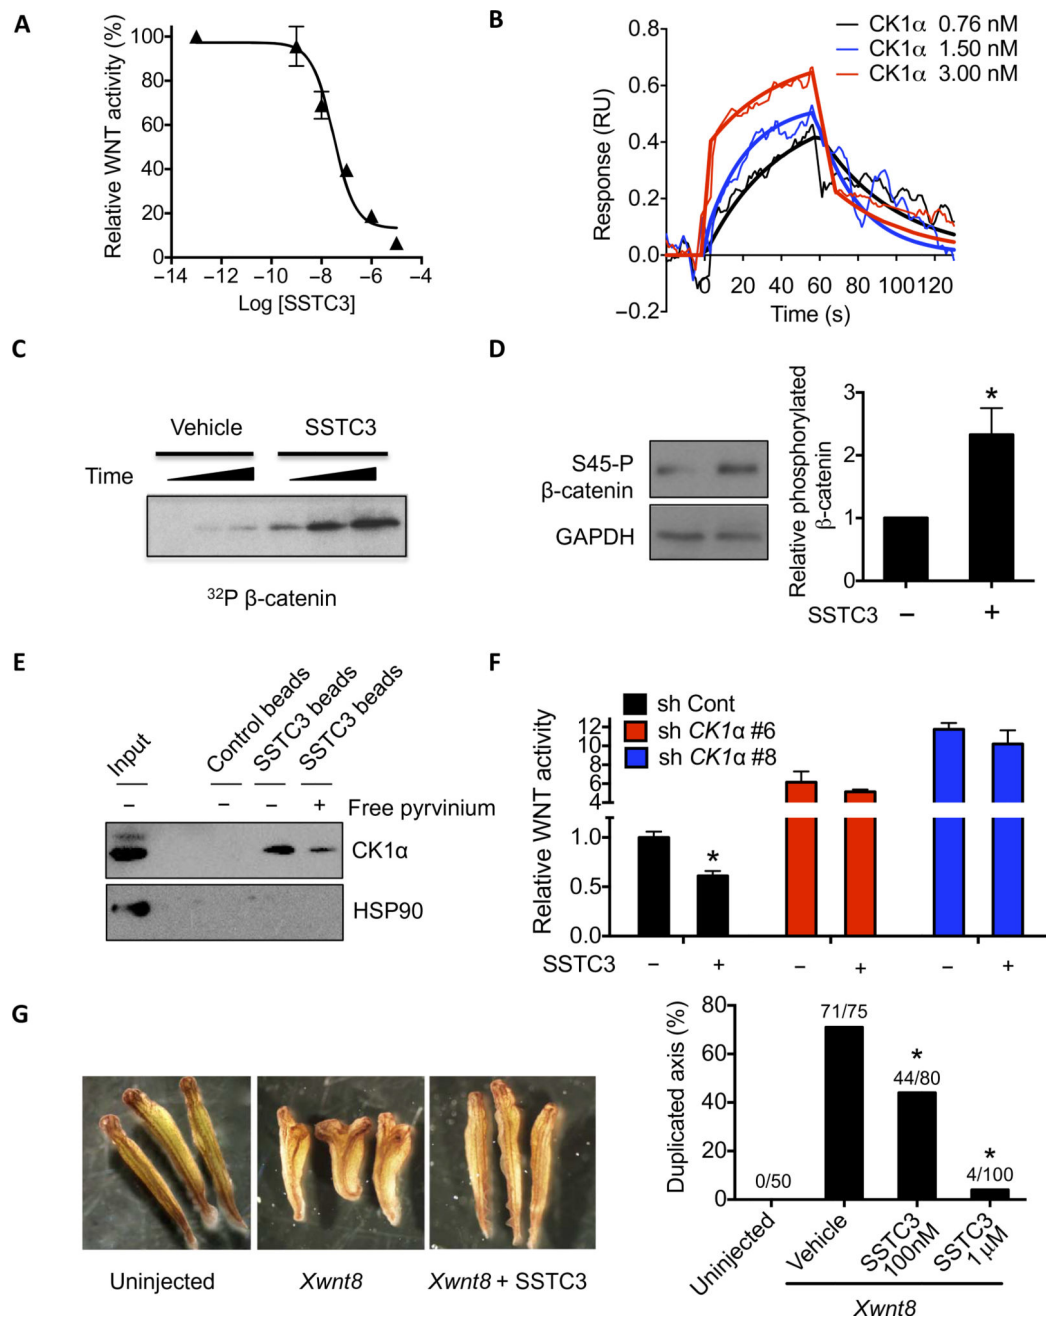 A
Relative WNT activity (%)
100
80
60
40
20
0
−14
−12
−10
−8
−6
−4
Log [SSTC3]
B
CK1α 0.76 nM
CK1α 1.50 nM
CK1α 3.00 nM
Response (RU)
0.8
0.6
0.4
0.2
0.0
−0.2
0
20
40
60
80
100
120
Time (s)
C
Vehicle
SSTC3
Time
32P β-catenin
D
S45-P
β-catenin
GAPDH
Relative phosphorylated
β-catenin
3
2
1
0
*
SSTC3
−
+
E
Input
Control beads
SSTC3 beads
SSTC3 beads
− − − + Free pyrvinium
CK1α
HSP90
F
sh Cont
sh CK1α #6
sh CK1α #8
Relative WNT activity
12
10
8
6
4
1.0
0.5
0.0
*
SSTC3 − + − + − +
G
Uninjected
Xwnt8
Xwnt8 + SSTC3
Duplicated axis (%)
80
60
40
20
0
0/50
71/75
*
44/80
*
4/100
Uninjected
Vehicle
SSTC3
100nM
SSTC3
1 μM
Xwnt8